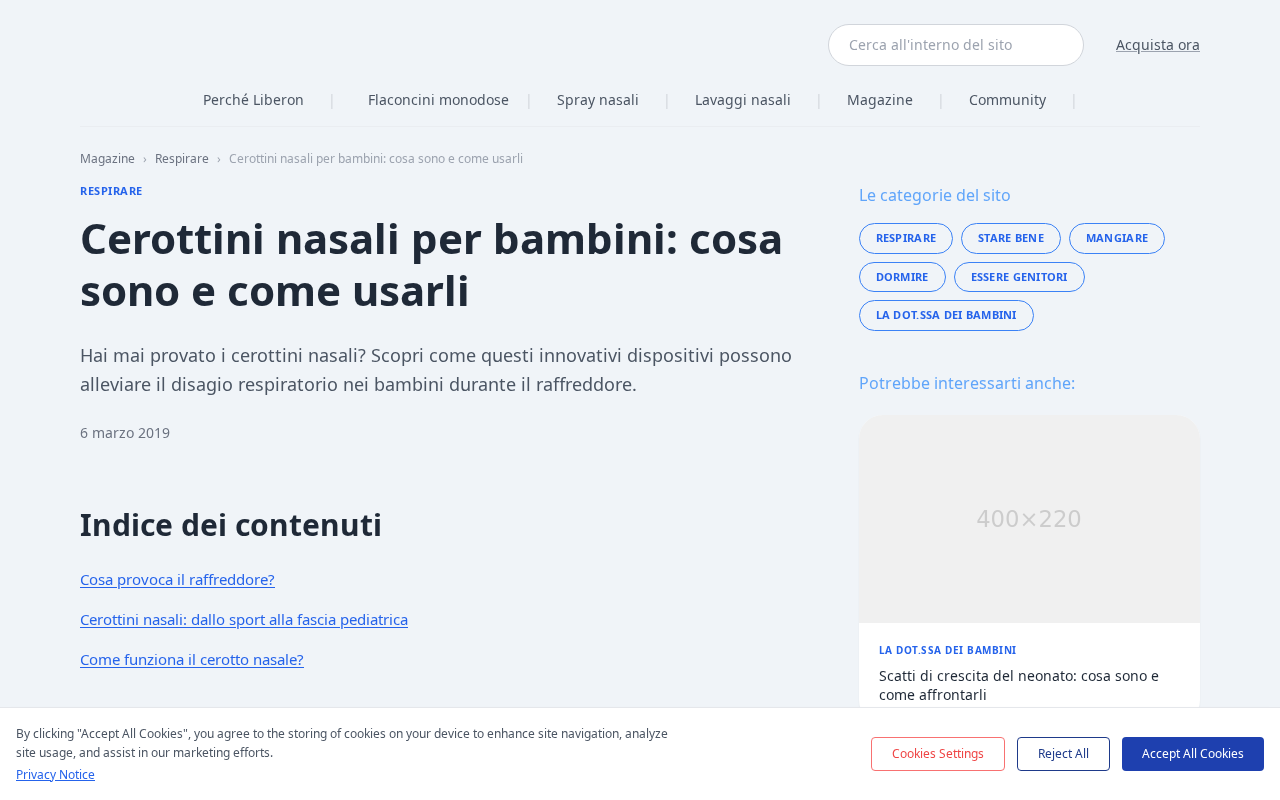 Cerca all'interno del sito
Acquista ora
Perché Liberon | Flaconcini monodose | Spray nasali | Lavaggi nasali | Magazine | Community |
Magazine › Respirare › Cerottini nasali per bambini: cosa sono e come usarli
RESPIRARE
Cerottini nasali per bambini: cosa
sono e come usarli
Hai mai provato i cerottini nasali? Scopri come questi innovativi dispositivi possono
alleviare il disagio respiratorio nei bambini durante il raffreddore.
6 marzo 2019
Indice dei contenuti
Cosa provoca il raffreddore?
Cerottini nasali: dallo sport alla fascia pediatrica
Come funziona il cerotto nasale?
Le categorie del sito
RESPIRARE
STARE BENE
MANGIARE
DORMIRE
ESSERE GENITORI
LA DOT.SSA DEI BAMBINI
Potrebbe interessarti anche:
400×220
LA DOT.SSA DEI BAMBINI
Scatti di crescita del neonato: cosa sono e
come affrontarli
By clicking "Accept All Cookies", you agree to the storing of cookies on your device to enhance site navigation, analyze
site usage, and assist in our marketing efforts.
Privacy Notice
Cookies Settings
Reject All
Accept All Cookies